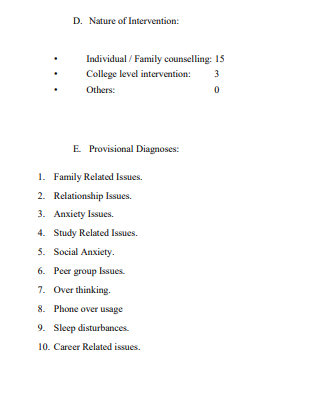 D. Nature of Intervention:
• Individual / Family counselling: 15
• College level intervention: 3
• Others: 0
E. Provisional Diagnoses:
1. Family Related Issues.
2. Relationship Issues.
3. Anxiety Issues.
4. Study Related Issues.
5. Social Anxiety.
6. Peer group Issues.
7. Over thinking.
8. Phone over usage
9. Sleep disturbances.
10. Career Related issues.